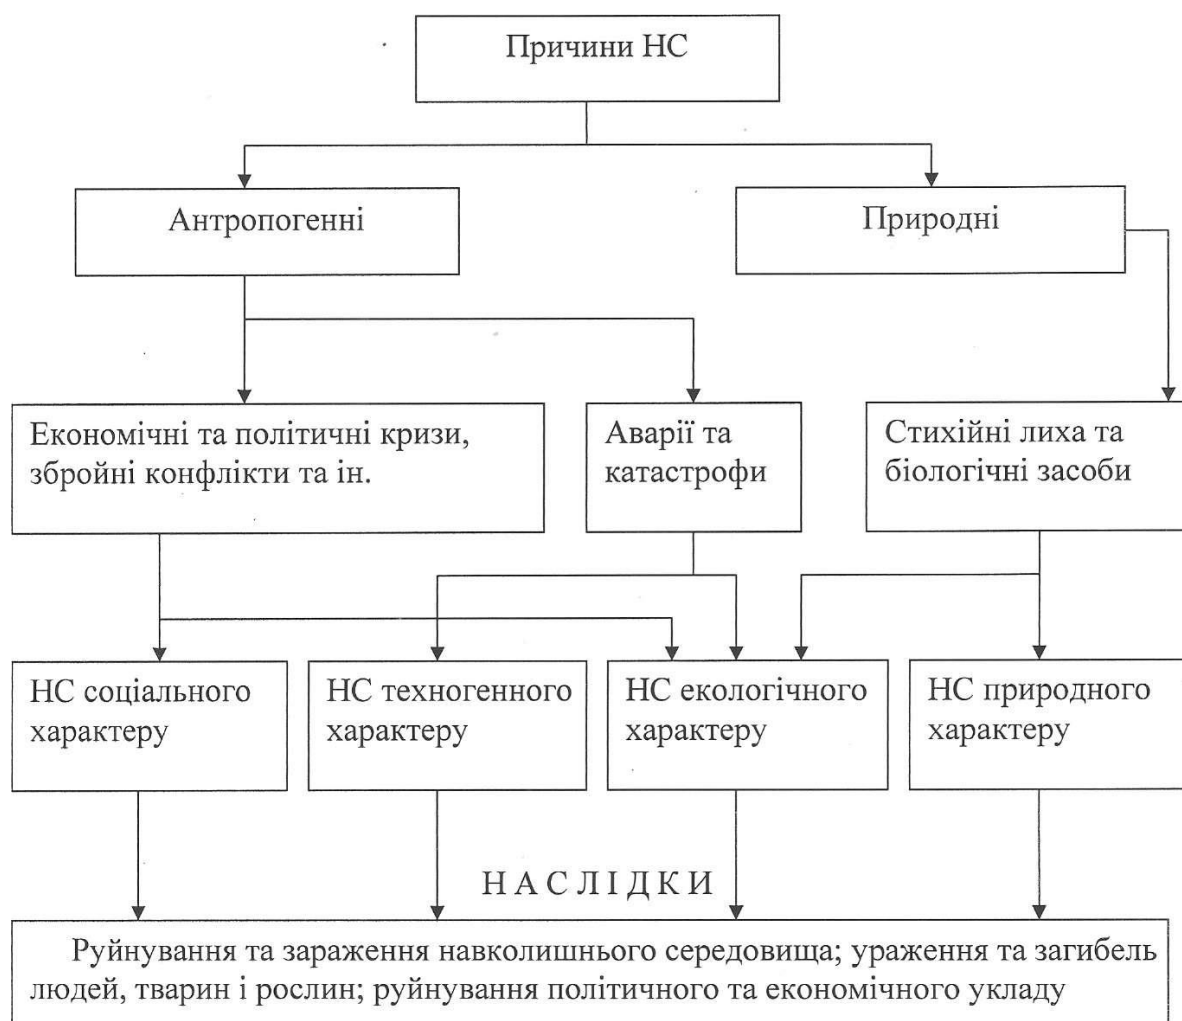 Причини НС
Антропогенні
Природні
Економічні та політичні кризи,
збройні конфлікти та ін.
Аварії та
катастрофи
Стихійні лиха та
біологічні засоби
НС соціального
характеру
НС техногенного
характеру
НС екологічного
характеру
НС природного
характеру
Н А С Л І Д К И
Руйнування та зараження навколишнього середовища; ураження та загибель
людей, тварин і рослин; руйнування політичного та економічного укладу